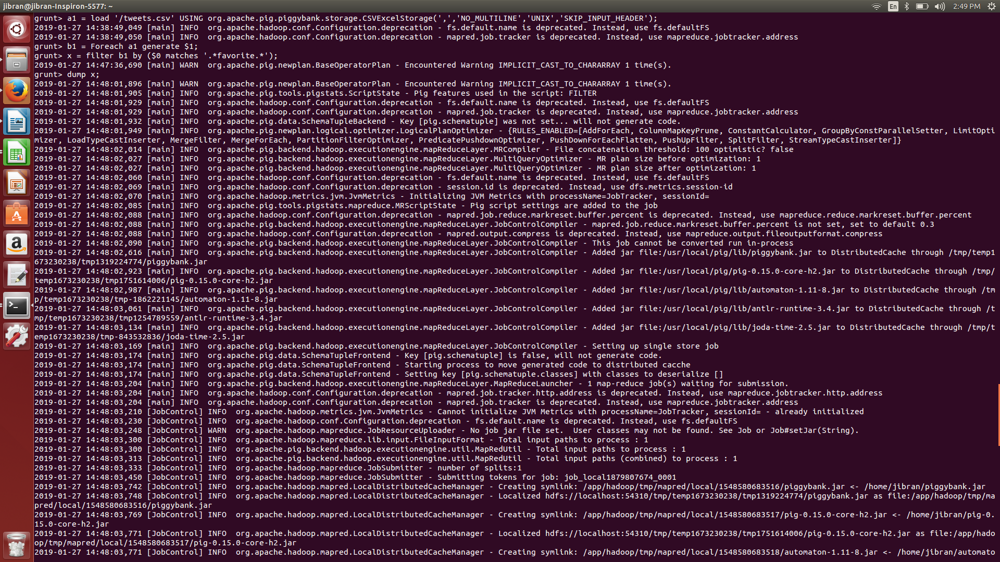 jibran@jibran-Inspiron-5577: ~
En
2:49 PM
grunt> a1 = load '/tweets.csv' USING org.apache.pig.piggybank.storage.CSVExcelStorage(',','NO_MULTILINE','UNIX','SKIP_INPUT_HEADER');
2019-01-27 14:38:49,049 [main] INFO  org.apache.hadoop.conf.Configuration.deprecation - fs.default.name is deprecated. Instead, use fs.defaultFS
2019-01-27 14:38:49,050 [main] INFO  org.apache.hadoop.conf.Configuration.deprecation - mapred.job.tracker is deprecated. Instead, use mapreduce.jobtracker.address
grunt> b1 = Foreach a1 generate $1;
grunt> x = filter b1 by ($0 matches '.*favorite.*');
2019-01-27 14:47:36,690 [main] WARN  org.apache.pig.newplan.BaseOperatorPlan - Encountered Warning IMPLICIT_CAST_TO_CHARARRAY 1 time(s).
grunt> dump x;
2019-01-27 14:48:01,896 [main] WARN  org.apache.pig.newplan.BaseOperatorPlan - Encountered Warning IMPLICIT_CAST_TO_CHARARRAY 1 time(s).
2019-01-27 14:48:01,905 [main] INFO  org.apache.pig.tools.pigstats.ScriptState - Pig features used in the script: FILTER
2019-01-27 14:48:01,929 [main] INFO  org.apache.hadoop.conf.Configuration.deprecation - fs.default.name is deprecated. Instead, use fs.defaultFS
2019-01-27 14:48:01,929 [main] INFO  org.apache.hadoop.conf.Configuration.deprecation - mapred.job.tracker is deprecated. Instead, use mapreduce.jobtracker.address
2019-01-27 14:48:01,932 [main] INFO  org.apache.pig.data.SchemaTupleBackend - Key [pig.schematuple] was not set... will not generate code.
2019-01-27 14:48:01,949 [main] INFO  org.apache.pig.newplan.logical.optimizer.LogicalPlanOptimizer - {RULES_ENABLED=[AddForEach, ColumnMapKeyPrune, ConstantCalculator, GroupByConstParallelSetter, LimitOpti
mizer, LoadTypeCastInserter, MergeFilter, MergeForEach, PartitionFilterOptimizer, PredicatePushdownOptimizer, PushDownForEachFlatten, PushUpFilter, SplitFilter, StreamTypeCastInserter]}
2019-01-27 14:48:02,014 [main] INFO  org.apache.pig.backend.hadoop.executionengine.mapReduceLayer.MRCompiler - File concatenation threshold: 100 optimistic? false
2019-01-27 14:48:02,027 [main] INFO  org.apache.pig.backend.hadoop.executionengine.mapReduceLayer.MultiQueryOptimizer - MR plan size before optimization: 1
2019-01-27 14:48:02,027 [main] INFO  org.apache.pig.backend.hadoop.executionengine.mapReduceLayer.MultiQueryOptimizer - MR plan size after optimization: 1
2019-01-27 14:48:02,060 [main] INFO  org.apache.hadoop.conf.Configuration.deprecation - fs.default.name is deprecated. Instead, use fs.defaultFS
2019-01-27 14:48:02,069 [main] INFO  org.apache.hadoop.conf.Configuration.deprecation - session.id is deprecated. Instead, use dfs.metrics.session-id
2019-01-27 14:48:02,070 [main] INFO  org.apache.hadoop.metrics.jvm.JvmMetrics - Initializing JVM Metrics with processName=JobTracker, sessionId=
2019-01-27 14:48:02,085 [main] INFO  org.apache.pig.tools.pigstats.mapreduce.MRScriptState - Pig script settings are added to the job
2019-01-27 14:48:02,088 [main] INFO  org.apache.hadoop.conf.Configuration.deprecation - mapred.job.reduce.markreset.buffer.percent is deprecated. Instead, use mapreduce.reduce.markreset.buffer.percent
2019-01-27 14:48:02,088 [main] INFO  org.apache.pig.backend.hadoop.executionengine.mapReduceLayer.JobControlCompiler - mapred.job.reduce.markreset.buffer.percent is not set, set to default 0.3
2019-01-27 14:48:02,088 [main] INFO  org.apache.hadoop.conf.Configuration.deprecation - mapred.output.compress is deprecated. Instead, use mapreduce.output.fileoutputformat.compress
2019-01-27 14:48:02,090 [main] INFO  org.apache.pig.backend.hadoop.executionengine.mapReduceLayer.JobControlCompiler - This job cannot be converted run in-process
2019-01-27 14:48:02,616 [main] INFO  org.apache.pig.backend.hadoop.executionengine.mapReduceLayer.JobControlCompiler - Added jar file:/usr/local/pig/lib/piggybank.jar to DistributedCache through /tmp/temp1
673230238/tmp1319224774/piggybank.jar
2019-01-27 14:48:02,923 [main] INFO  org.apache.pig.backend.hadoop.executionengine.mapReduceLayer.JobControlCompiler - Added jar file:/usr/local/pig/pig-0.15.0-core-h2.jar to DistributedCache through /tmp/
temp1673230238/tmp1751614006/pig-0.15.0-core-h2.jar
2019-01-27 14:48:02,987 [main] INFO  org.apache.pig.backend.hadoop.executionengine.mapReduceLayer.JobControlCompiler - Added jar file:/usr/local/pig/lib/automaton-1.11-8.jar to DistributedCache through /tm
p/temp1673230238/tmp-1862221145/automaton-1.11-8.jar
2019-01-27 14:48:03,061 [main] INFO  org.apache.pig.backend.hadoop.executionengine.mapReduceLayer.JobControlCompiler - Added jar file:/usr/local/pig/lib/antlr-runtime-3.4.jar to DistributedCache through /t
mp/temp1673230238/tmp1254789559/antlr-runtime-3.4.jar
2019-01-27 14:48:03,134 [main] INFO  org.apache.pig.backend.hadoop.executionengine.mapReduceLayer.JobControlCompiler - Added jar file:/usr/local/pig/lib/joda-time-2.5.jar to DistributedCache through /tmp/t
emp1673230238/tmp-843532836/joda-time-2.5.jar
2019-01-27 14:48:03,169 [main] INFO  org.apache.pig.backend.hadoop.executionengine.mapReduceLayer.JobControlCompiler - Setting up single store job
2019-01-27 14:48:03,174 [main] INFO  org.apache.pig.data.SchemaTupleFrontend - Key [pig.schematuple] is false, will not generate code.
2019-01-27 14:48:03,174 [main] INFO  org.apache.pig.data.SchemaTupleFrontend - Starting process to move generated code to distributed cacche
2019-01-27 14:48:03,174 [main] INFO  org.apache.pig.data.SchemaTupleFrontend - Setting key [pig.schematuple.classes] with classes to deserialize []
2019-01-27 14:48:03,204 [main] INFO  org.apache.pig.backend.hadoop.executionengine.mapReduceLayer.MapReduceLauncher - 1 map-reduce job(s) waiting for submission.
2019-01-27 14:48:03,204 [main] INFO  org.apache.hadoop.conf.Configuration.deprecation - mapred.job.tracker.http.address is deprecated. Instead, use mapreduce.jobtracker.http.address
2019-01-27 14:48:03,204 [main] INFO  org.apache.hadoop.conf.Configuration.deprecation - mapred.job.tracker is deprecated. Instead, use mapreduce.jobtracker.address
2019-01-27 14:48:03,210 [JobControl] INFO  org.apache.hadoop.metrics.jvm.JvmMetrics - Cannot initialize JVM Metrics with processName=JobTracker, sessionId= - already initialized
2019-01-27 14:48:03,230 [JobControl] INFO  org.apache.hadoop.conf.Configuration.deprecation - fs.default.name is deprecated. Instead, use fs.defaultFS
2019-01-27 14:48:03,248 [JobControl] WARN  org.apache.hadoop.mapreduce.JobResourceUploader - No job jar file set.  User classes may not be found. See Job or Job#setJar(String).
2019-01-27 14:48:03,300 [JobControl] INFO  org.apache.hadoop.mapreduce.lib.input.FileInputFormat - Total input paths to process : 1
2019-01-27 14:48:03,300 [JobControl] INFO  org.apache.pig.backend.hadoop.executionengine.util.MapRedUtil - Total input paths to process : 1
2019-01-27 14:48:03,313 [JobControl] INFO  org.apache.pig.backend.hadoop.executionengine.util.MapRedUtil - Total input paths (combined) to process : 1
2019-01-27 14:48:03,333 [JobControl] INFO  org.apache.hadoop.mapreduce.JobSubmitter - number of splits:1
2019-01-27 14:48:03,450 [JobControl] INFO  org.apache.hadoop.mapreduce.JobSubmitter - Submitting tokens for job: job_local1879807674_0001
2019-01-27 14:48:03,742 [JobControl] INFO  org.apache.hadoop.mapred.LocalDistributedCacheManager - Creating symlink: /app/hadoop/tmp/mapred/local/1548580683516/piggybank.jar <- /home/jibran/piggybank.jar
2019-01-27 14:48:03,748 [JobControl] INFO  org.apache.hadoop.mapred.LocalDistributedCacheManager - Localized hdfs://localhost:54310/tmp/temp1673230238/tmp1319224774/piggybank.jar as file:/app/hadoop/tmp/ma
pred/local/1548580683516/piggybank.jar
2019-01-27 14:48:03,769 [JobControl] INFO  org.apache.hadoop.mapred.LocalDistributedCacheManager - Creating symlink: /app/hadoop/tmp/mapred/local/1548580683517/pig-0.15.0-core-h2.jar <- /home/jibran/pig-0.
15.0-core-h2.jar
2019-01-27 14:48:03,771 [JobControl] INFO  org.apache.hadoop.mapred.LocalDistributedCacheManager - Localized hdfs://localhost:54310/tmp/temp1673230238/tmp1751614006/pig-0.15.0-core-h2.jar as file:/app/hado
op/tmp/mapred/local/1548580683517/pig-0.15.0-core-h2.jar
2019-01-27 14:48:03,771 [JobControl] INFO  org.apache.hadoop.mapred.LocalDistributedCacheManager - Creating symlink: /app/hadoop/tmp/mapred/local/1548580683518/automaton-1.11-8.jar <- /home/jibran/automato